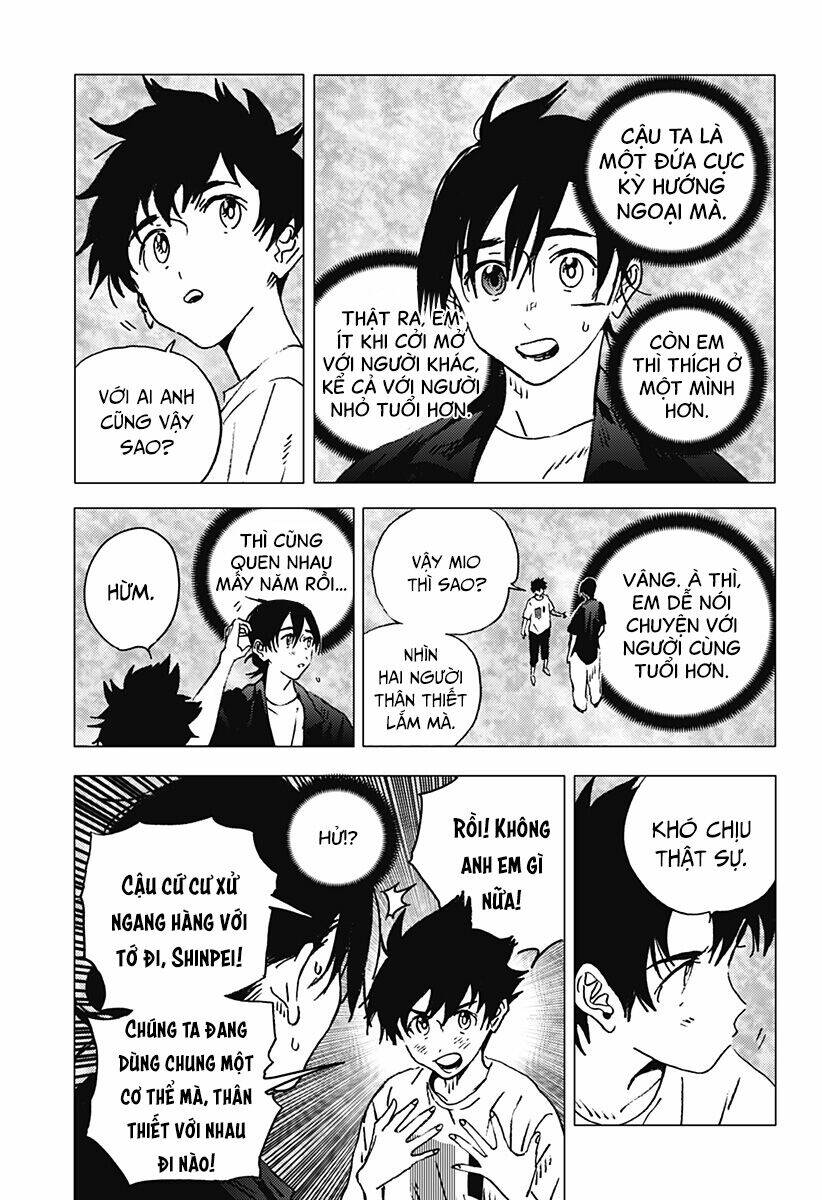 CẬU TA LÀ
MỘT ĐỨA CỰC
KỲ HƯỚNG
NGOẠI MÀ.
CÒN EM
THÌ THÍCH Ở
MỘT MÌNH
HƠN.
THẬT RA, EM
ÍT KHI CỞI MỞ
VỚI NGƯỜI KHÁC,
KỂ CẢ VỚI NGƯỜI
NHỎ TUỔI HƠN.
VỚI AI ANH
CŨNG VẬY
SAO?
VÂNG. À THÌ,
EM DỄ NÓI
CHUYỆN VỚI
NGƯỜI CÙNG
TUỔI HƠN.
VẬY MIO
THÌ SAO?
NHÌN
HAI NGƯỜI
THÂN THIẾT
LẮM MÀ.
THÌ CŨNG
QUEN NHAU
MẤY NĂM RỒI...
HỪM.
KHÓ CHỊU
THẬT SỰ.
RỒI! KHÔNG
ANH EM GÌ
NỮA!
HỬ!?
CẬU CỨ CƯ XỬ
NGANG HÀNG VỚI
TỚ ĐI, SHINPEI!
CHÚNG TA ĐANG
DÙNG CHUNG MỘT
CƠ THỂ MÀ, THÂN
THIẾT VỚI NHAU
ĐI NÀO!